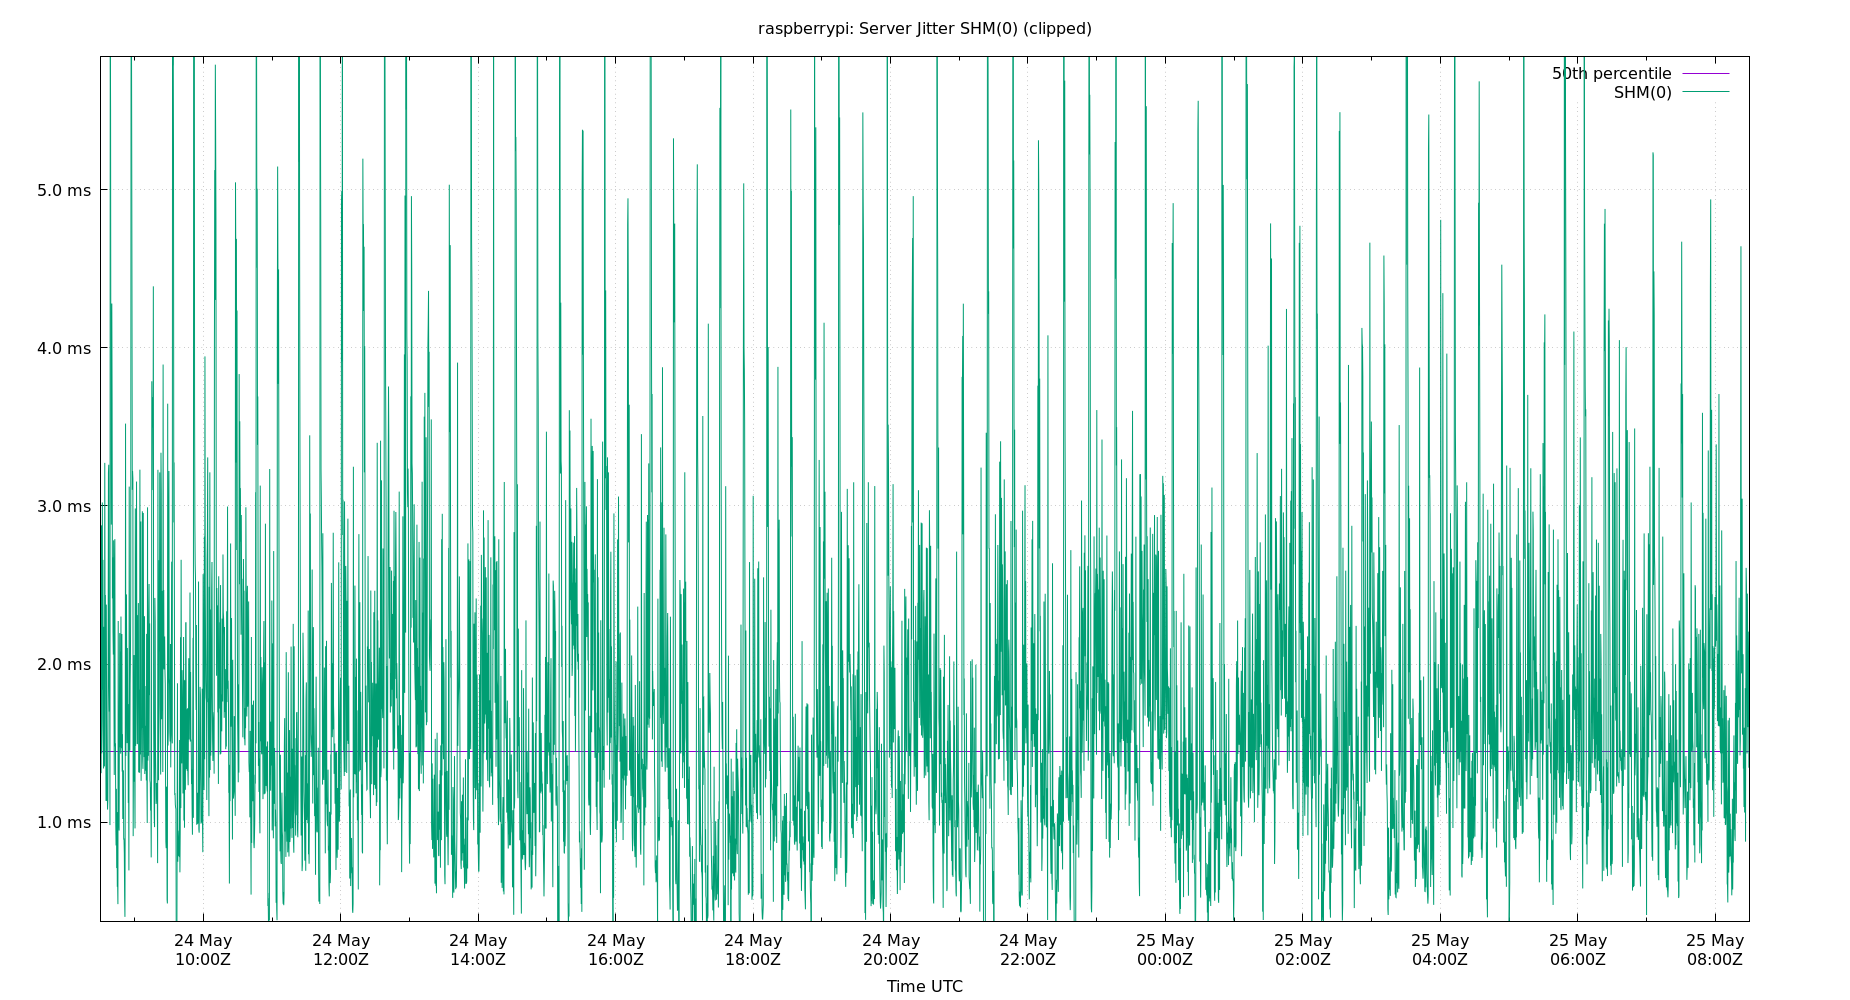 raspberrypi: Server Jitter SHM(0) (clipped)
50th percentile
SHM(0)
5.0 ms
4.0 ms
3.0 ms
2.0 ms
1.0 ms
24 May 24 May 24 May 24 May 24 May 24 May 24 May 25 May 25 May 25 May 25 May 25 May
10:00Z 12:00Z 14:00Z 16:00Z 18:00Z 20:00Z 22:00Z 00:00Z 02:00Z 04:00Z 06:00Z 08:00Z
Time UTC